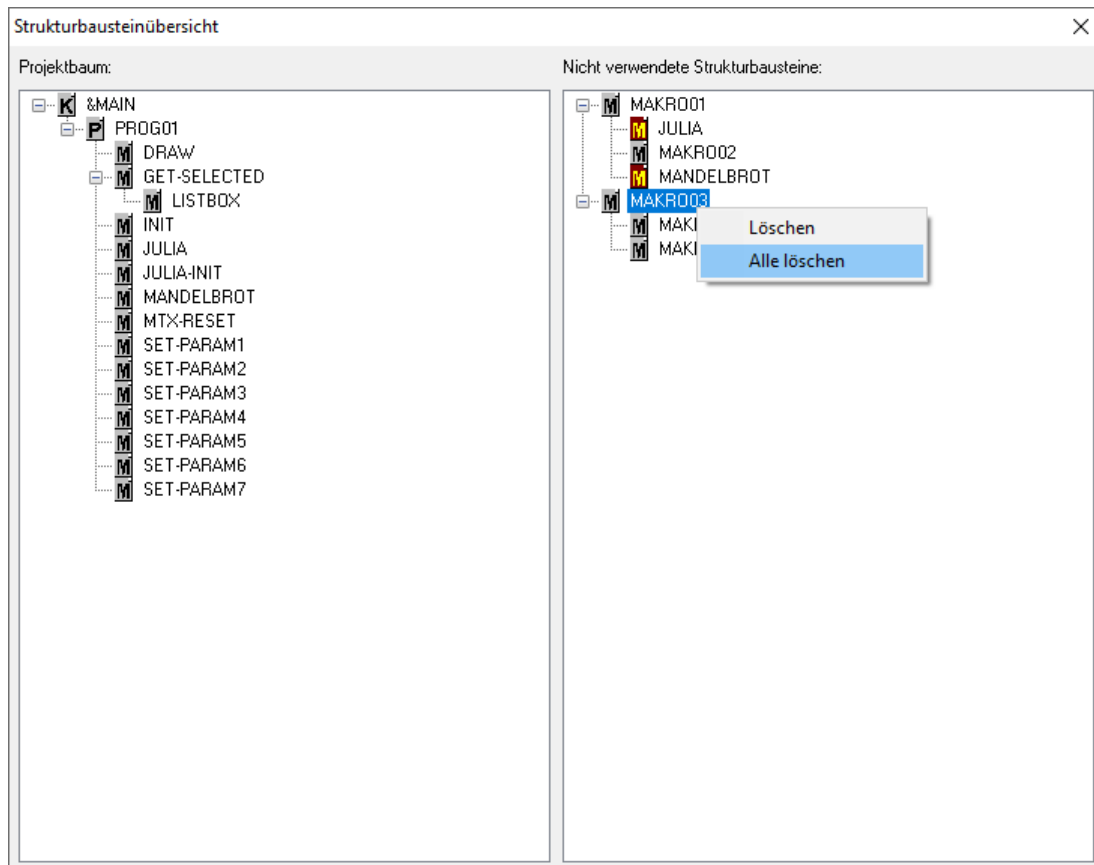 Strukturbausteinübersicht
Projektbaum:
K &MAIN
P PROG01
M DRAW
M GET-SELECTED
M LISTBOX
M INIT
M JULIA
M JULIA-INIT
M MANDELBROT
M MTX-RESET
M SET-PARAM1
M SET-PARAM2
M SET-PARAM3
M SET-PARAM4
M SET-PARAM5
M SET-PARAM6
M SET-PARAM7
Nicht verwendete Strukturbausteine:
M MAKRO01
M JULIA
M MAKRO02
M MANDELBROT
M MAKRO03
M
M
Löschen
Alle löschen